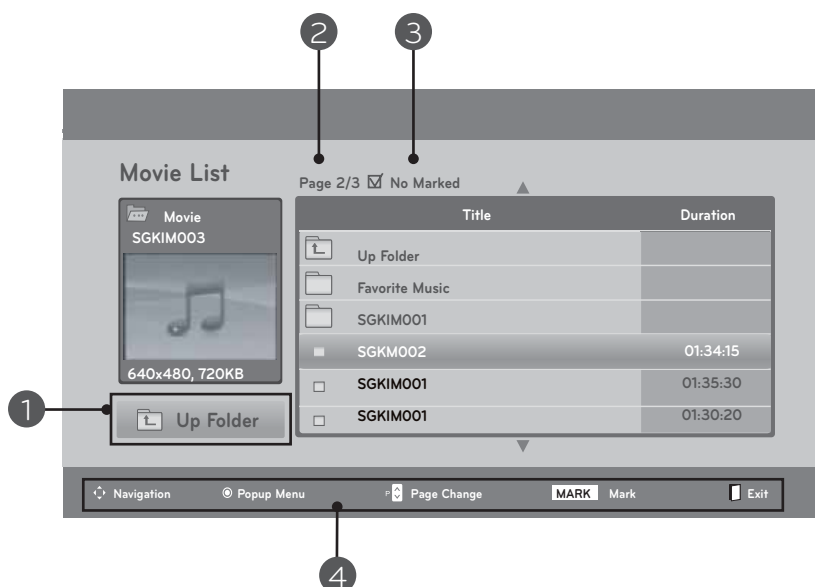 2 3
Movie List
Page 2/3 No Marked
Movie
SGKIM003
640x480, 720KB
1
Up Folder
Title Duration
Up Folder
Favorite Music
SGKIM001
SGKM002 01:34:15
SGKIM001 01:35:30
SGKIM001 01:30:20
Navigation Popup Menu P Page Change MARK Mark Exit
4